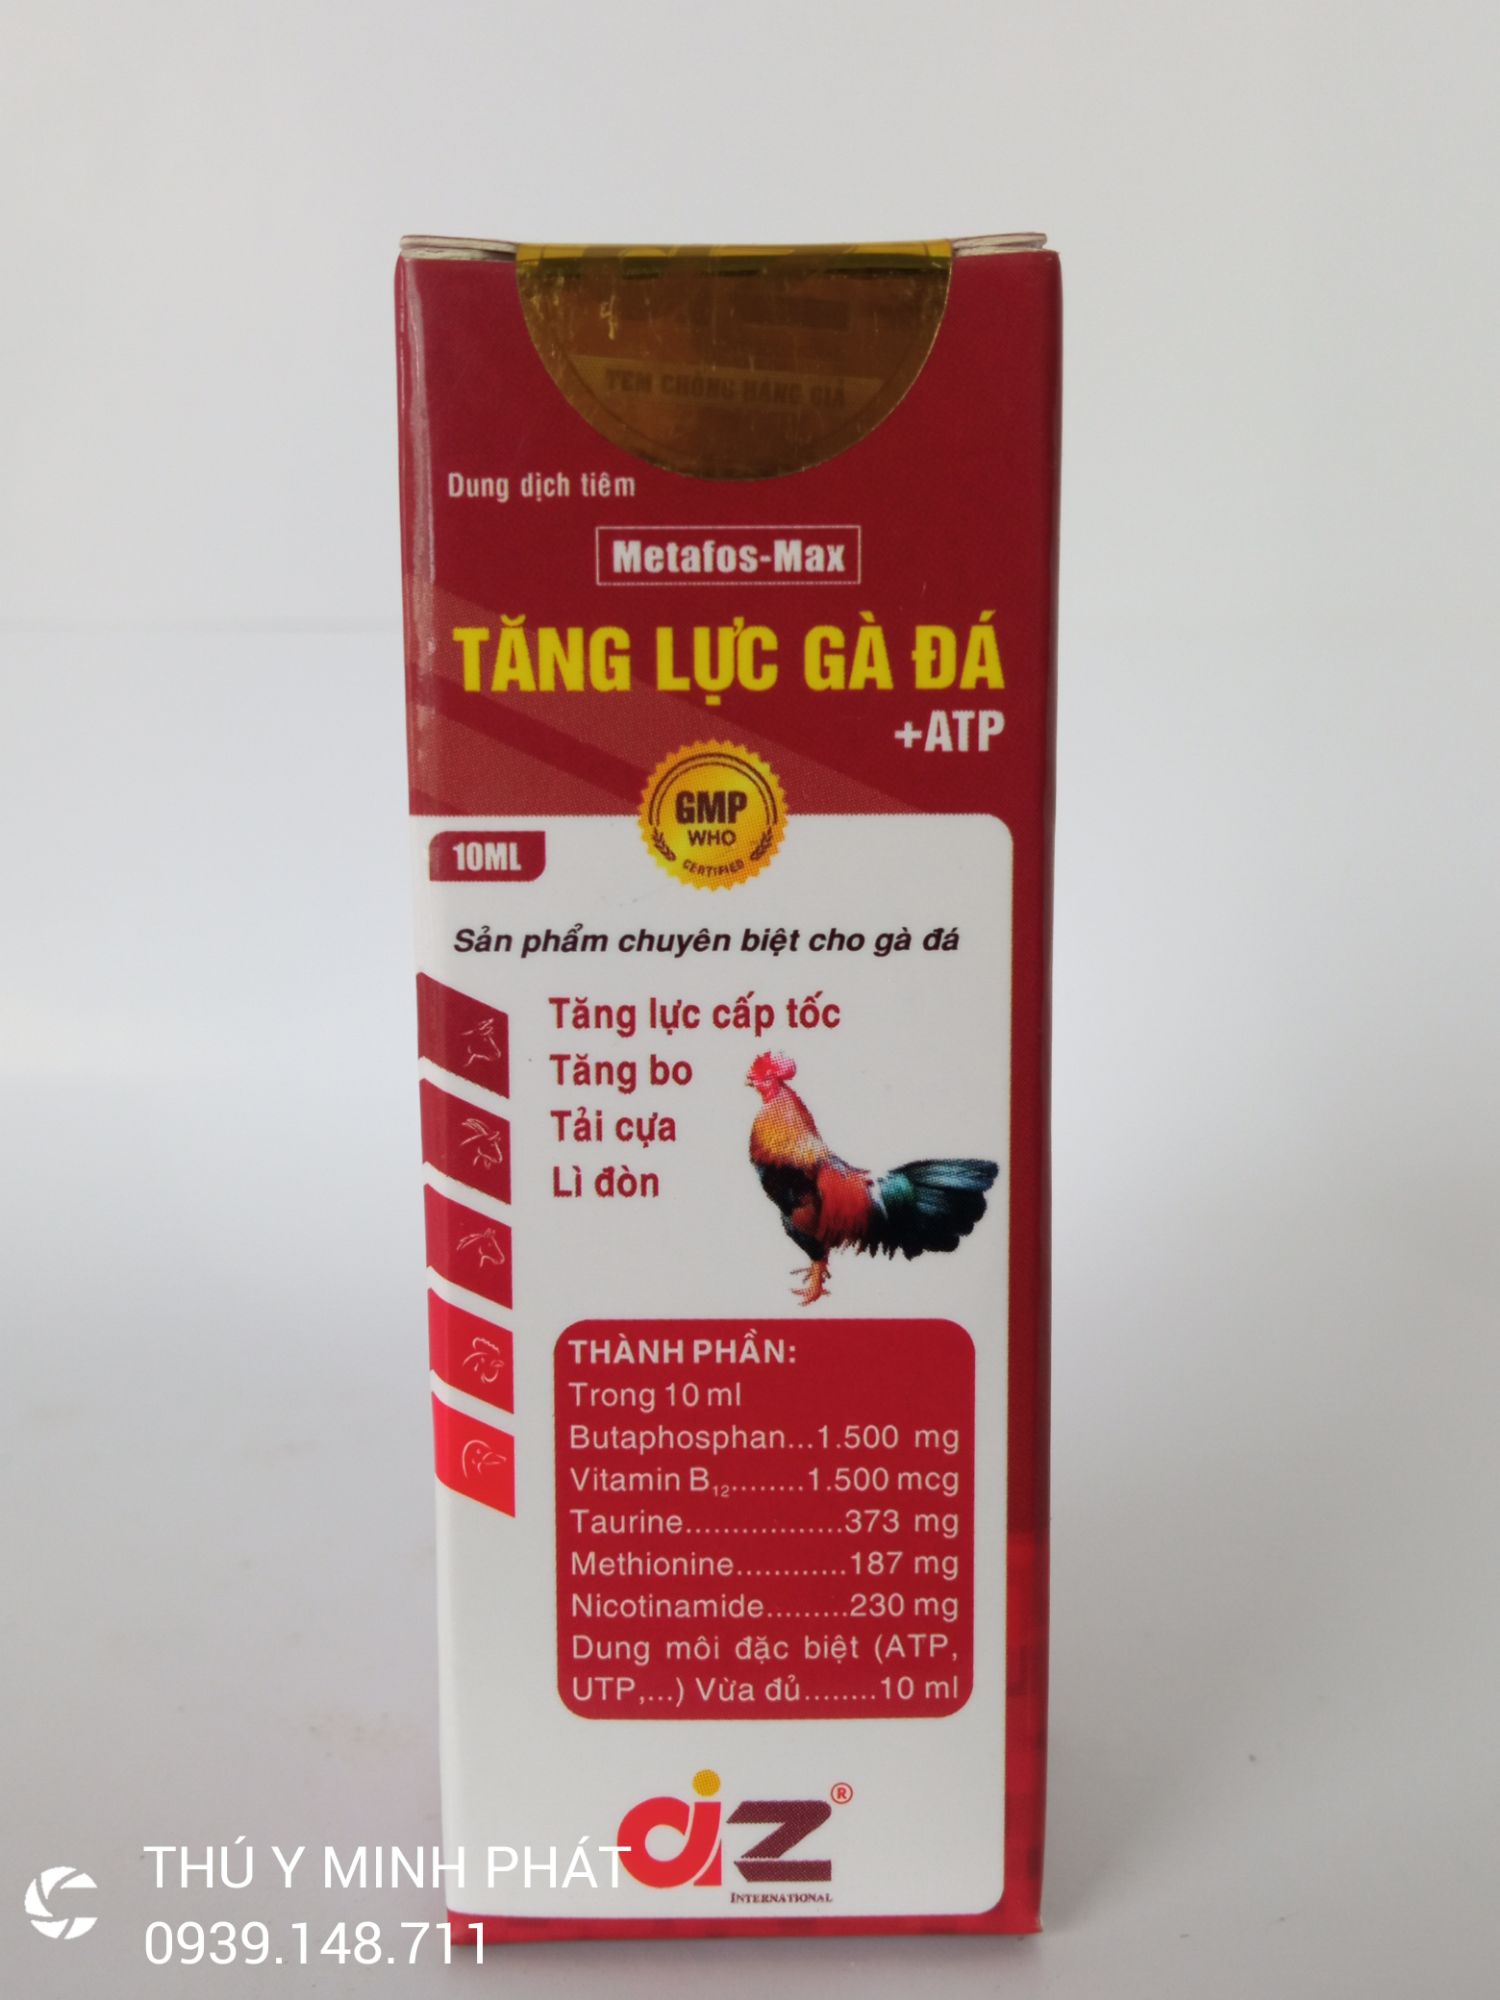 TEM CHỐNG HÀNG GIẢ
Dung dịch tiêm
Metafos-Max
TĂNG LỰC GÀ ĐÁ
+ATP
GMP
WHO
CERTIFIED
10ML
Sản phẩm chuyên biệt cho gà đá
Tăng lực cấp tốc
Tăng bo
Tải cựa
Lì đòn
THÀNH PHẦN:
Trong 10 ml
Butaphosphan...1.500 mg
Vitamin B₁₂........1.500 mcg
Taurine.................373 mg
Methionine............187 mg
Nicotinamide.........230 mg
Dung môi đặc biệt (ATP,
UTP,...) Vừa đủ........10 ml
diz®
INTERNATIONAL
THÚ Y MINH PHÁT
0939.148.711